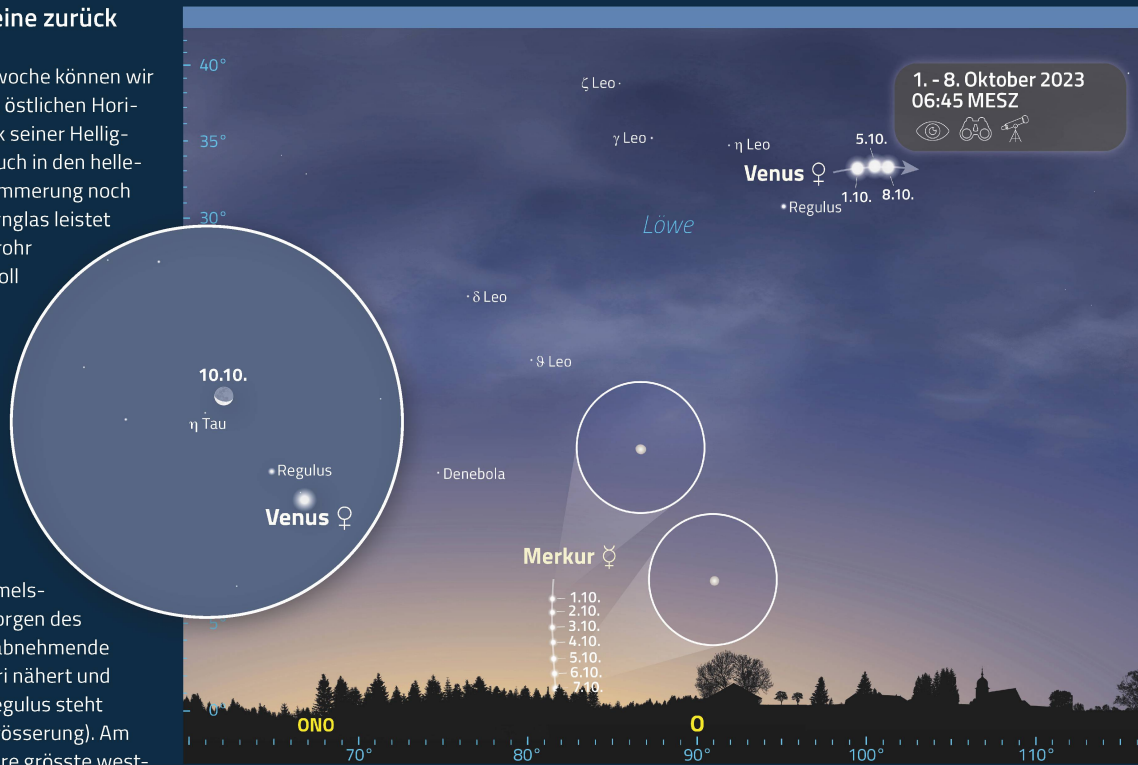 eine zurück
woche können wir
östlichen Hori-
k seiner Hellig-
uch in den helle-
mmerung noch
rnglas leistet
rohr
oll
mels-
orgen des
abnehmende
ri nähert und
egulus steht
össerung). Am
re grösste west-
40°
35°
30°
5°
0°
1. - 8. Oktober 2023
06:45 MESZ
ζ Leo
γ Leo
η Leo
5.10.
Venus ♀
1.10.
8.10.
Regulus
Löwe
δ Leo
ϑ Leo
Denebola
10.10.
η Tau
Regulus
Venus ♀
Merkur ☿
1.10.
2.10.
3.10.
4.10.
5.10.
6.10.
7.10.
ONO
O
70°
80°
90°
100°
110°